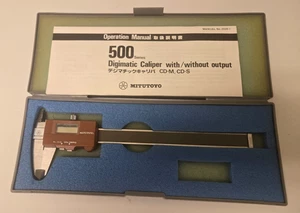 Operation Manual 取扱説明書
500 Series
Digimatic Caliper with/without output
デジマチックキャリパ CD-M, CD-S
MITUTOYO